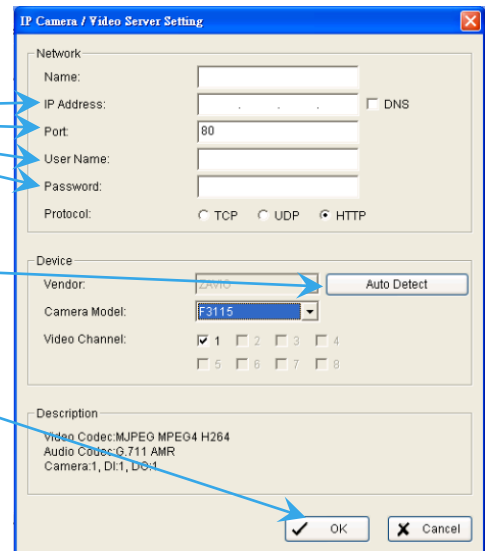 IP Camera / Video Server Setting
Network
Name:
IP Address: . . . DNS
Port: 80
User Name:
Password:
Protocol: TCP UDP HTTP
Device
Vendor: ZAVIO Auto Detect
Camera Model: F3115
Video Channel: 1 2 3 4
5 6 7 8
Description
Video Codec:MJPEG MPEG4 H264
Audio Codec:G.711 AMR
Camera:1, DI:1, DO:1
OK Cancel